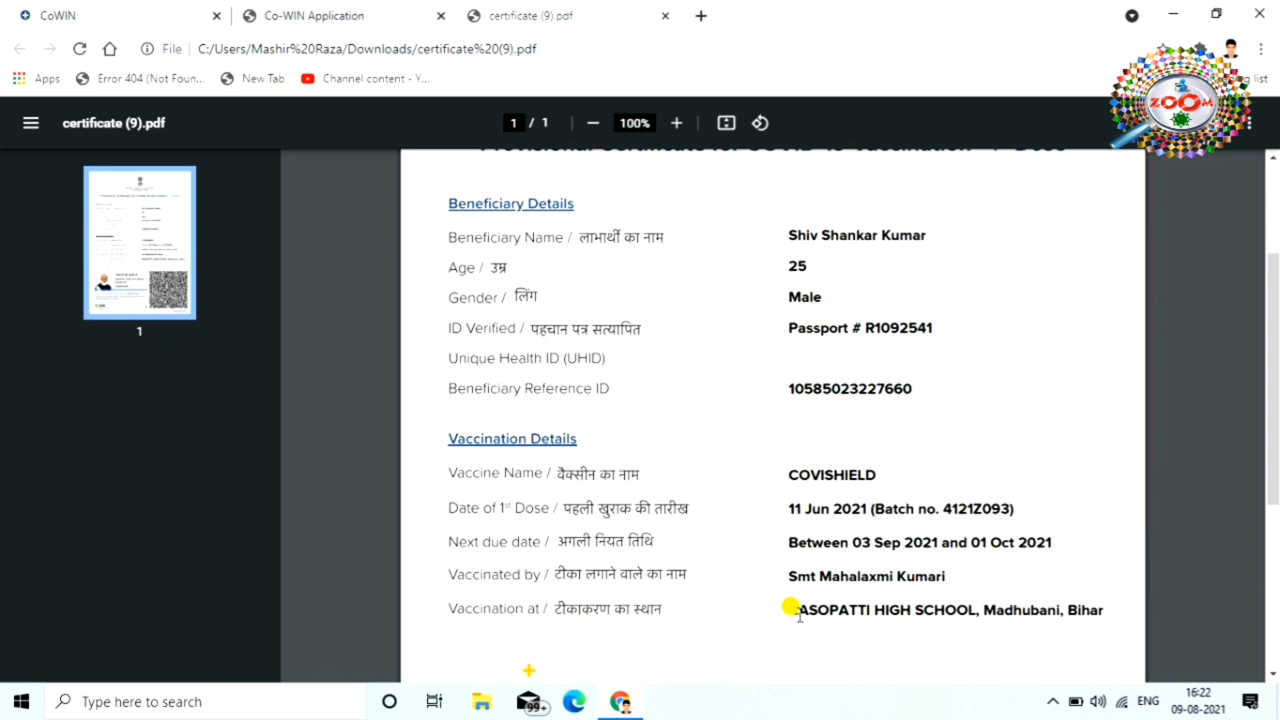 CoWIN
Co-WIN Application
certificate (9).pdf
File C:/Users/Mashir%20Raza/Downloads/certificate%20(9).pdf
Apps Error 404 (Not Foun... New Tab Channel content - Y... list
ZOOM
certificate (9).pdf 1 / 1 100%
Beneficiary Details
Beneficiary Name / लाभार्थी का नाम Shiv Shankar Kumar
Age / उम्र 25
Gender / लिंग Male
ID Verified / पहचान पत्र सत्यापित Passport # R1092541
Unique Health ID (UHID)
Beneficiary Reference ID 10585023227660
1
Vaccination Details
Vaccine Name / वैक्सीन का नाम COVISHIELD
Date of 1st Dose / पहली खुराक की तारीख 11 Jun 2021 (Batch no. 4121Z093)
Next due date / अगली नियत तिथि Between 03 Sep 2021 and 01 Oct 2021
Vaccinated by / टीका लगाने वाले का नाम Smt Mahalaxmi Kumari
Vaccination at / टीकाकरण का स्थान HIGH SCHOOL, Madhubani, Bihar
Type here to search
99+
ENG
16:22
09-08-2021